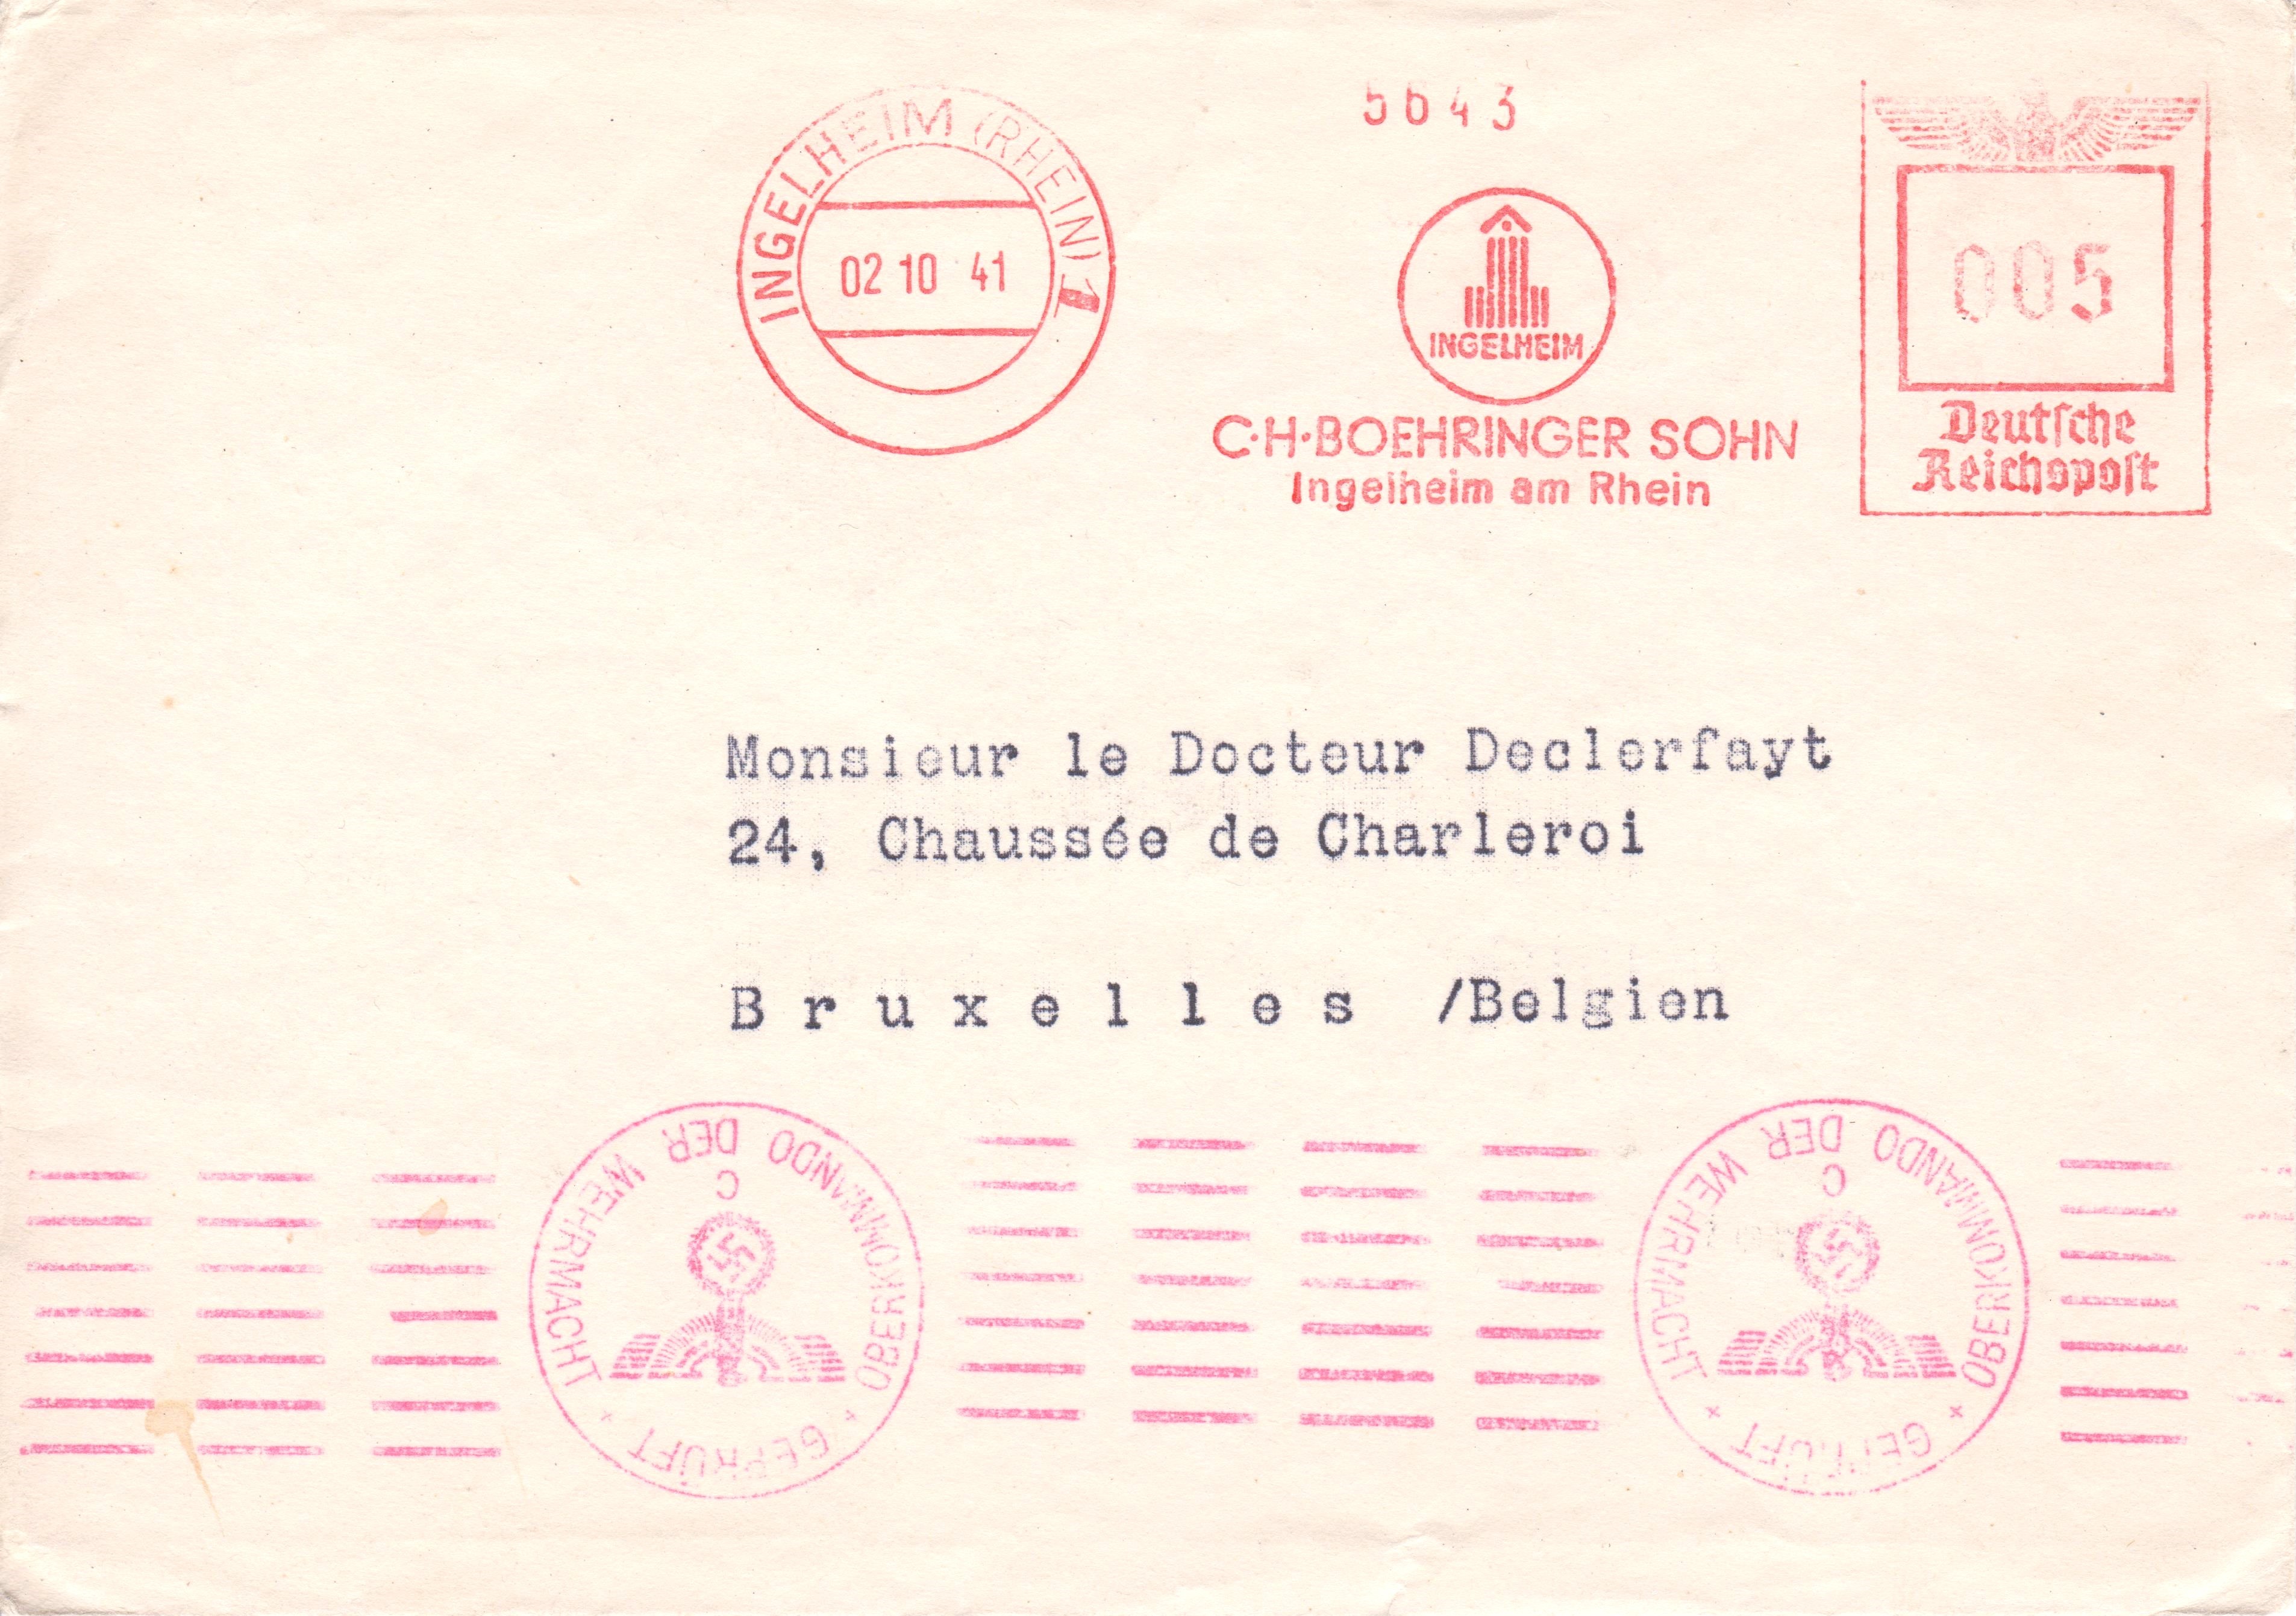 INGELHEIM (RHEIN) 1
02 10 41
5643
INGELHEIM
C·H·BOEHRINGER SOHN
Ingelheim am Rhein
005
Deutſche
Reichspoſt
Monsieur le Docteur Declerfayt
24, Chaussée de Charleroi
Bruxelles /Belgien
OBERKOMMANDO DER WEHRMACHT
C
× GEPRÜFT ×
OBERKOMMANDO DER WEHRMACHT
C
× GEPRÜFT ×